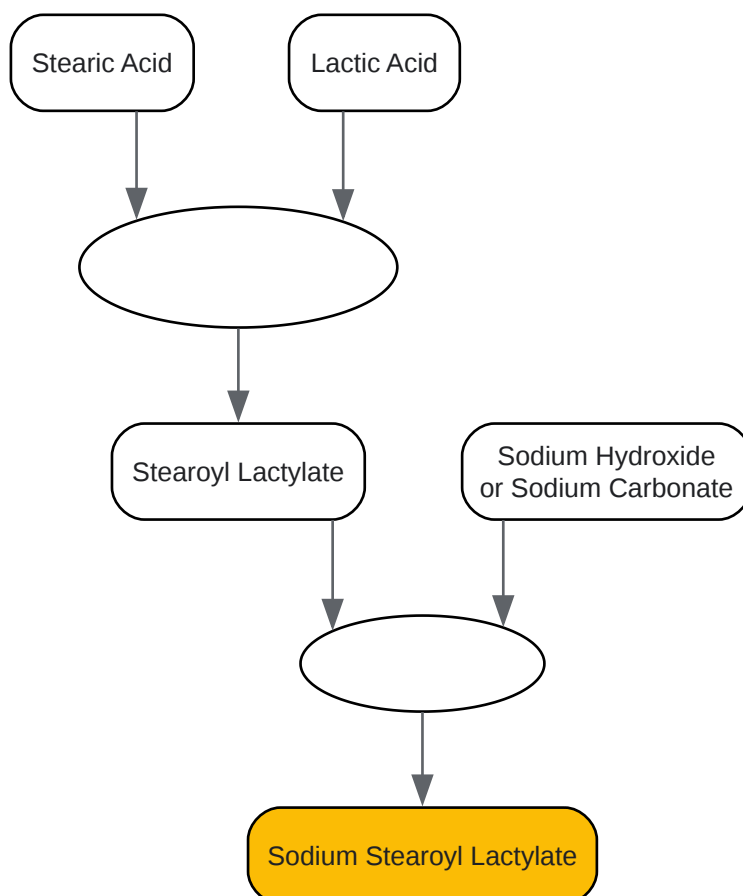 Stearic Acid
Lactic Acid
Stearoyl Lactylate
Sodium Hydroxide
or Sodium Carbonate
Sodium Stearoyl Lactylate